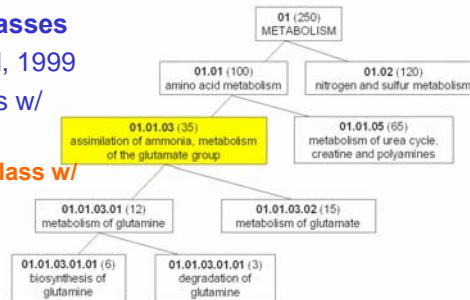 asses
, 1999
s w/
lass w/
01 (250)
METABOLISM
01.01 (100)
amino acid metabolism
01.02 (120)
nitrogen and sulfur metabolism
01.01.03 (35)
assimilation of ammonia, metabolism
of the glutamate group
01.01.05 (65)
metabolism of urea cycle,
creatine and polyamines
01.01.03.01 (12)
metabolism of glutamine
01.01.03.02 (15)
metabolism of glutamate
01.01.03.01.01 (6)
biosynthesis of
glutamine
01.01.03.01.01 (3)
degradation of
glutamine